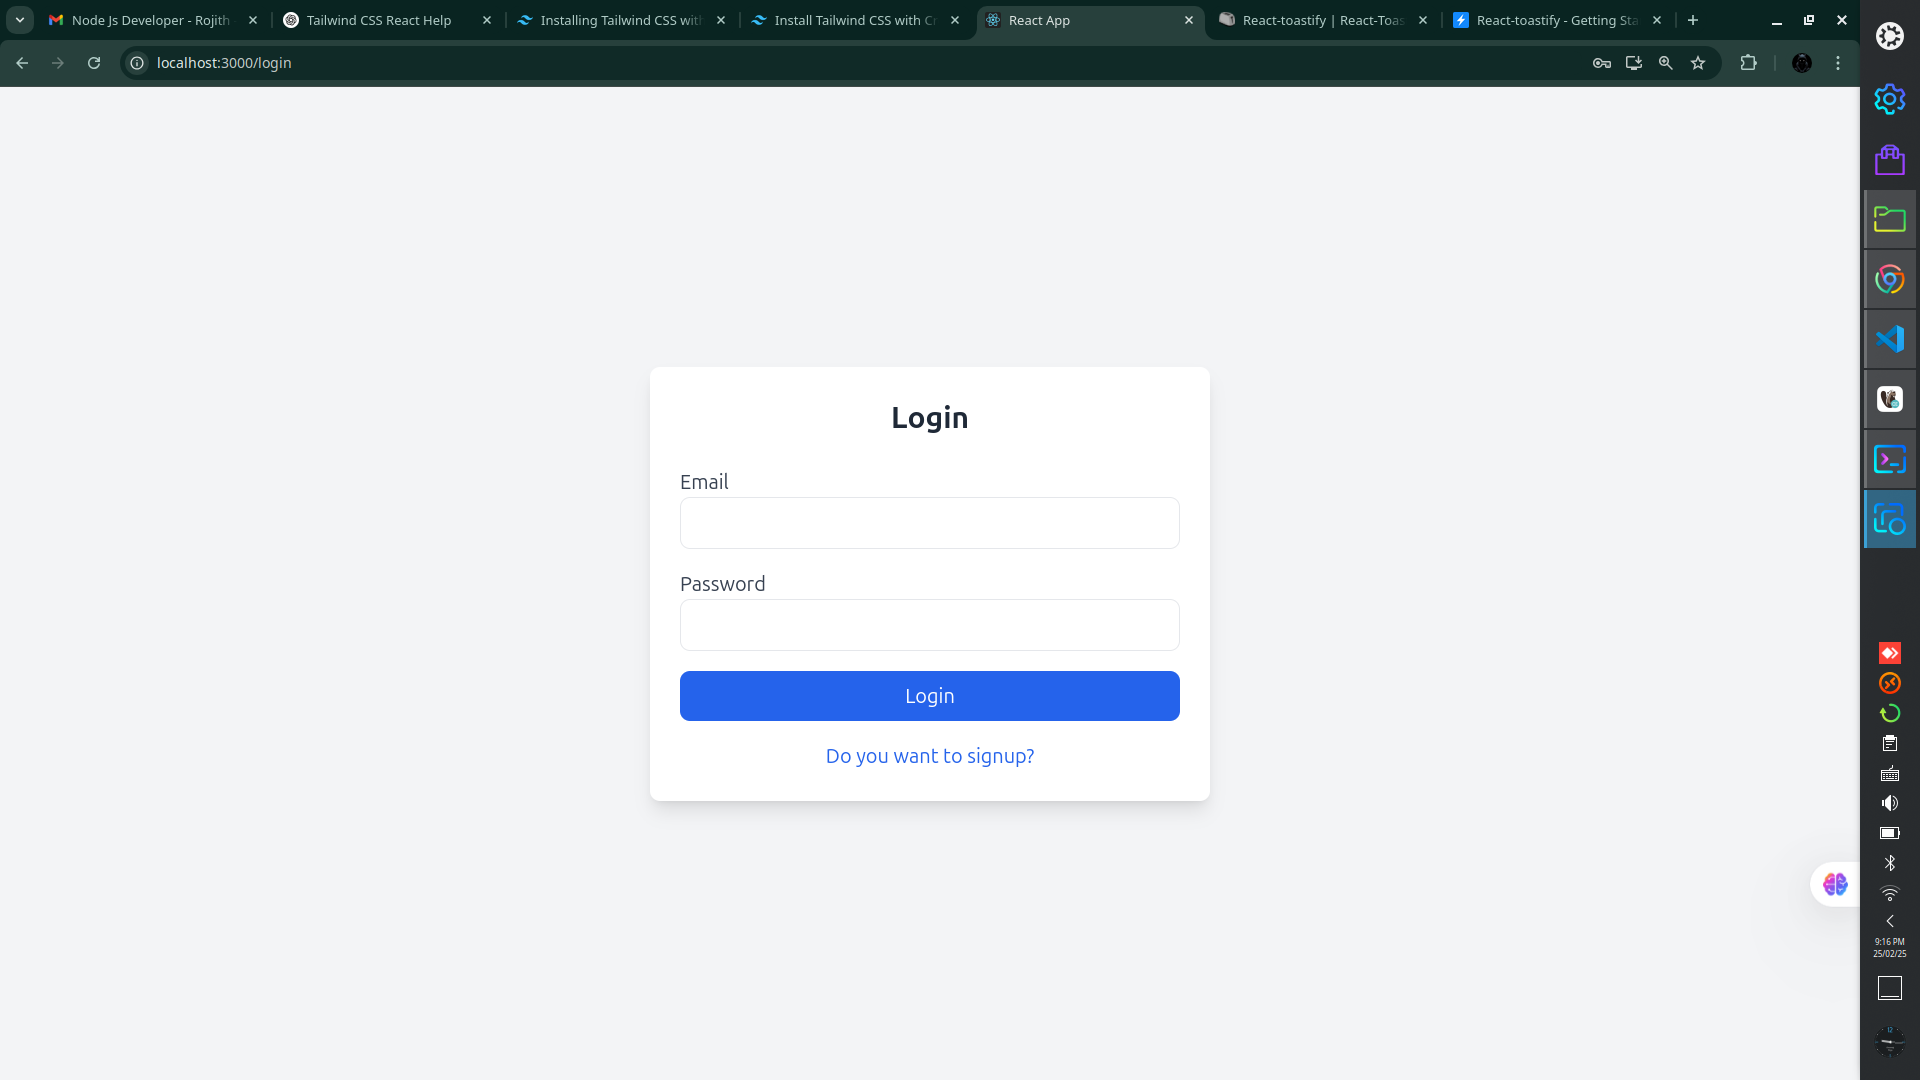 Node Js Developer - Rojith
Tailwind CSS React Help
Installing Tailwind CSS with
Install Tailwind CSS with Cr
React App
React-toastify | React-Toas
React-toastify - Getting Sta
localhost:3000/login
Login
Email
Password
Login
Do you want to signup?
9:16 PM
25/02/25
12